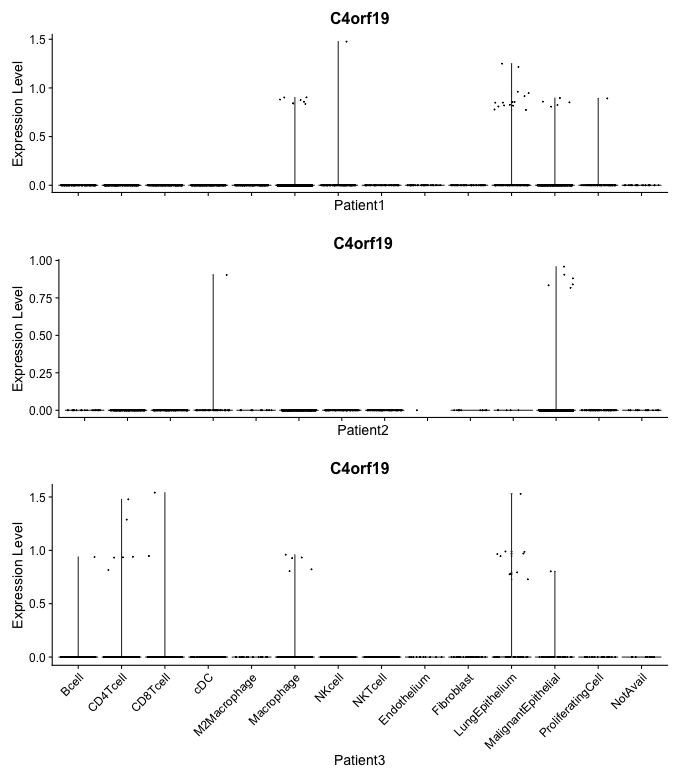 C4orf19
1.5
1.0
0.5
0.0
Expression Level
Patient1
C4orf19
1.00
0.75
0.50
0.25
0.00
Expression Level
Patient2
C4orf19
1.5
1.0
0.5
0.0
Expression Level
Bcell
CD4Tcell
CD8Tcell
cDC
M2Macrophage
Macrophage
NKcell
NKTcell
Endothelium
Fibroblast
LungEpithelium
MalignantEpithelial
ProliferatingCell
NotAvail
Patient3